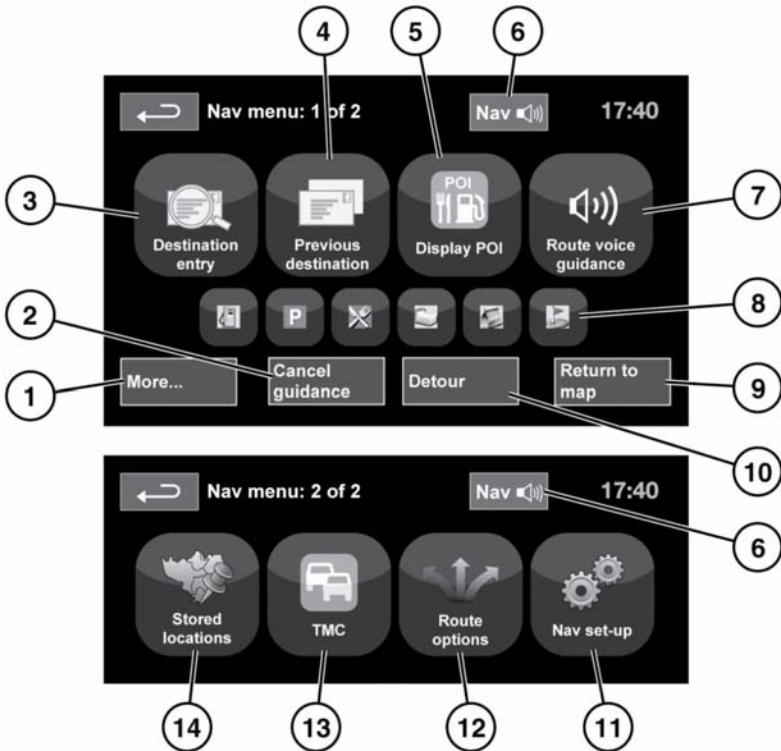 4
5
6
Nav menu: 1 of 2
Nav
17:40
3
7
POI
Destination
entry
Previous
destination
Display POI
Route voice
guidance
2
P
8
More...
Cancel
guidance
Detour
Return to
map
1
9
10
Nav menu: 2 of 2
Nav
17:40
6
Stored
locations
TMC
Route
options
Nav set-up
14
13
12
11